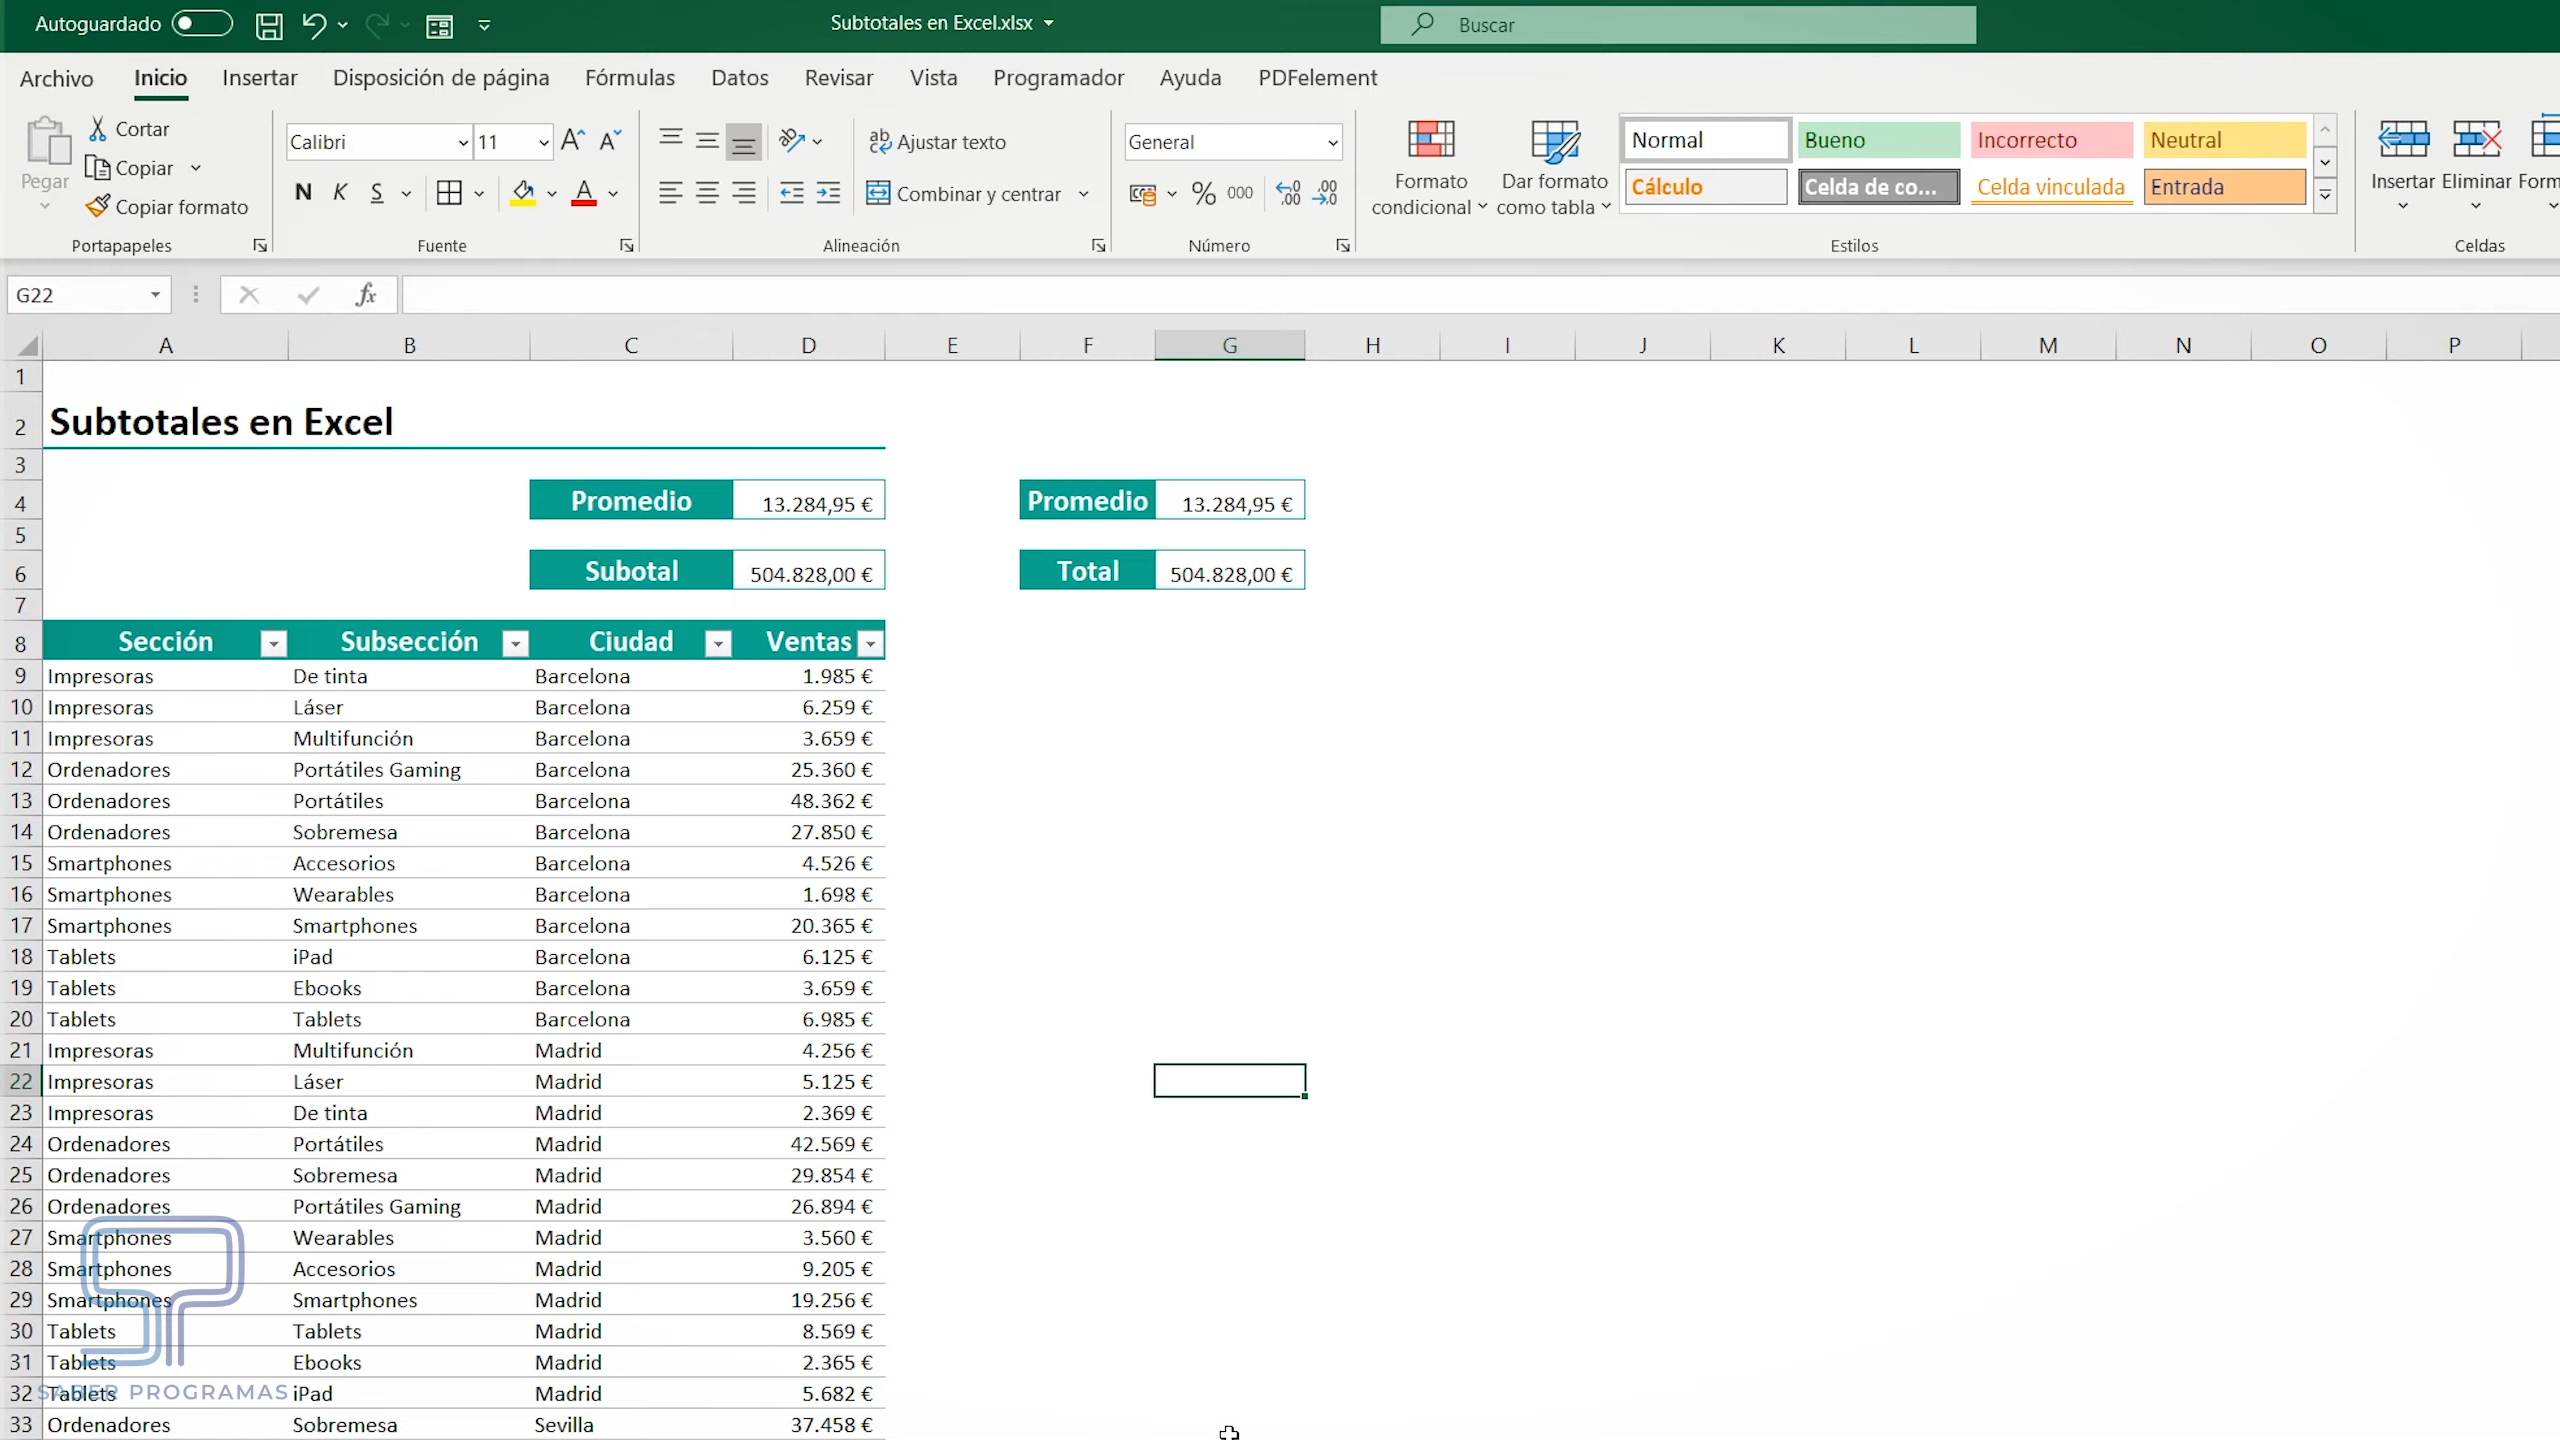 Autoguardado Subtotales en Excel.xlsx Buscar
Archivo Inicio Insertar Disposición de página Fórmulas Datos Revisar Vista Programador Ayuda PDFelement
Pegar
Cortar
Copiar
Copiar formato
Portapapeles
Calibri 11
N K S
Fuente
Ajustar texto
Combinar y centrar
Alineación
General
% 000
Número
Formato condicional
Dar formato como tabla
Normal Bueno Incorrecto Neutral
Cálculo Celda de co... Celda vinculada Entrada
Estilos
Insertar Eliminar Form
Celdas
G22 fx
A B C D E F G H I J K L M N O P
1
2 Subtotales en Excel
3
4 Promedio 13.284,95 € Promedio 13.284,95 €
5
6 Subotal 504.828,00 € Total 504.828,00 €
7
8 Sección Subsección Ciudad Ventas
9 Impresoras De tinta Barcelona 1.985 €
10 Impresoras Láser Barcelona 6.259 €
11 Impresoras Multifunción Barcelona 3.659 €
12 Ordenadores Portátiles Gaming Barcelona 25.360 €
13 Ordenadores Portátiles Barcelona 48.362 €
14 Ordenadores Sobremesa Barcelona 27.850 €
15 Smartphones Accesorios Barcelona 4.526 €
16 Smartphones Wearables Barcelona 1.698 €
17 Smartphones Smartphones Barcelona 20.365 €
18 Tablets iPad Barcelona 6.125 €
19 Tablets Ebooks Barcelona 3.659 €
20 Tablets Tablets Barcelona 6.985 €
21 Impresoras Multifunción Madrid 4.256 €
22 Impresoras Láser Madrid 5.125 €
23 Impresoras De tinta Madrid 2.369 €
24 Ordenadores Portátiles Madrid 42.569 €
25 Ordenadores Sobremesa Madrid 29.854 €
26 Ordenadores Portátiles Gaming Madrid 26.894 €
27 Smartphones Wearables Madrid 3.560 €
28 Smartphones Accesorios Madrid 9.205 €
29 Smartphones Smartphones Madrid 19.256 €
30 Tablets Tablets Madrid 8.569 €
31 Tablets Ebooks Madrid 2.365 €
32 Tablets iPad Madrid 5.682 €
SABER PROGRAMAS
33 Ordenadores Sobremesa Sevilla 37.458 €